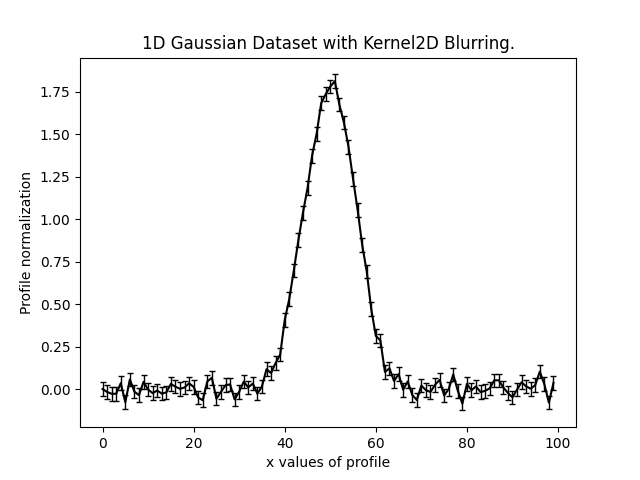 1D Gaussian Dataset with Kernel2D Blurring.
1.75
1.50
1.25
1.00
0.75
0.50
0.25
0.00
Profile normalization
0 20 40 60 80 100
x values of profile